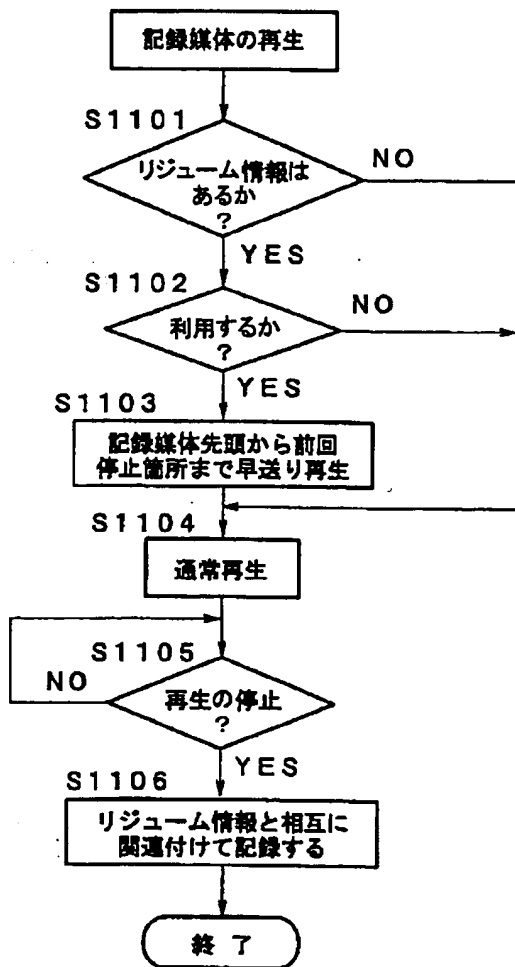 記録媒体の再生
S1101
リジューム情報は
あるか
?
NO
YES
S1102
利用するか
?
NO
YES
S1103
記録媒体先頭から前回
停止箇所まで早送り再生
S1104
通常再生
S1105
再生の停止
?
NO
YES
S1106
リジューム情報と相互に
関連付けて記録する
終了